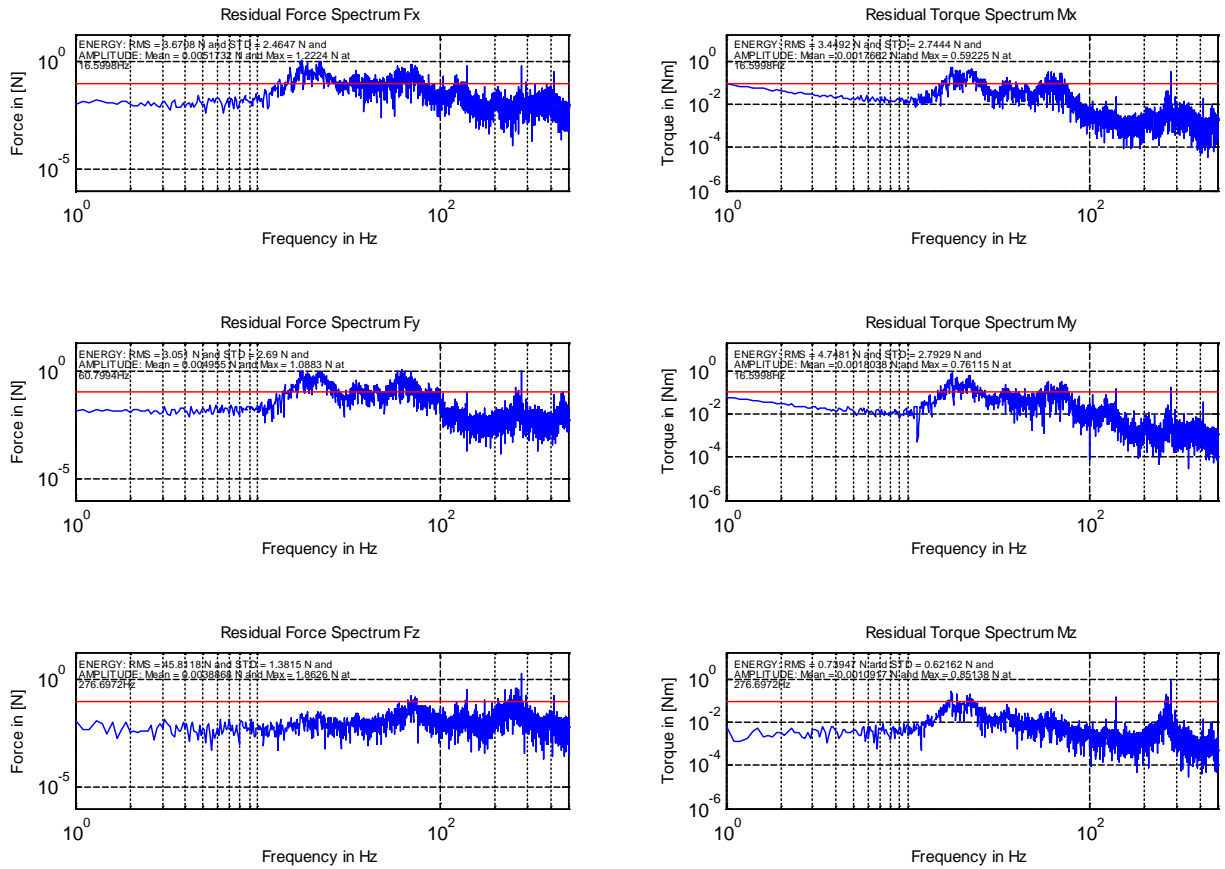 Residual Force Spectrum Fx
ENERGY: RMS = 3.6708 N and STD = 2.4647 N and
AMPLITUDE: Mean = 0.0051732 N and Max = 1.2224 N at
16.5998Hz
10^0
10^-5
Force in [N]
10^0
10^2
Frequency in Hz
Residual Torque Spectrum Mx
ENERGY: RMS = 3.4492 N and STD = 2.7444 N and
AMPLITUDE: Mean = 0.0017662 N and Max = 0.59225 N at
16.5998Hz
10^0
10^-2
10^-4
10^-6
Torque in [Nm]
10^0
10^2
Frequency in Hz
Residual Force Spectrum Fy
ENERGY: RMS = 3.051 N and STD = 2.69 N and
AMPLITUDE: Mean = 0.004955 N and Max = 1.0883 N at
60.7994Hz
10^0
10^-5
Force in [N]
10^0
10^2
Frequency in Hz
Residual Torque Spectrum My
ENERGY: RMS = 4.7481 N and STD = 2.7929 N and
AMPLITUDE: Mean = 0.0018038 N and Max = 0.76115 N at
16.5998Hz
10^0
10^-2
10^-4
10^-6
Torque in [Nm]
10^0
10^2
Frequency in Hz
Residual Force Spectrum Fz
ENERGY: RMS = 45.8118 N and STD = 1.3815 N and
AMPLITUDE: Mean = 0.0038868 N and Max = 1.8626 N at
276.6972Hz
10^0
10^-5
Force in [N]
10^0
10^2
Frequency in Hz
Residual Torque Spectrum Mz
ENERGY: RMS = 0.73947 N and STD = 0.62162 N and
AMPLITUDE: Mean = 0.0010917 N and Max = 0.85138 N at
276.6972Hz
10^0
10^-2
10^-4
10^-6
Torque in [Nm]
10^0
10^2
Frequency in Hz